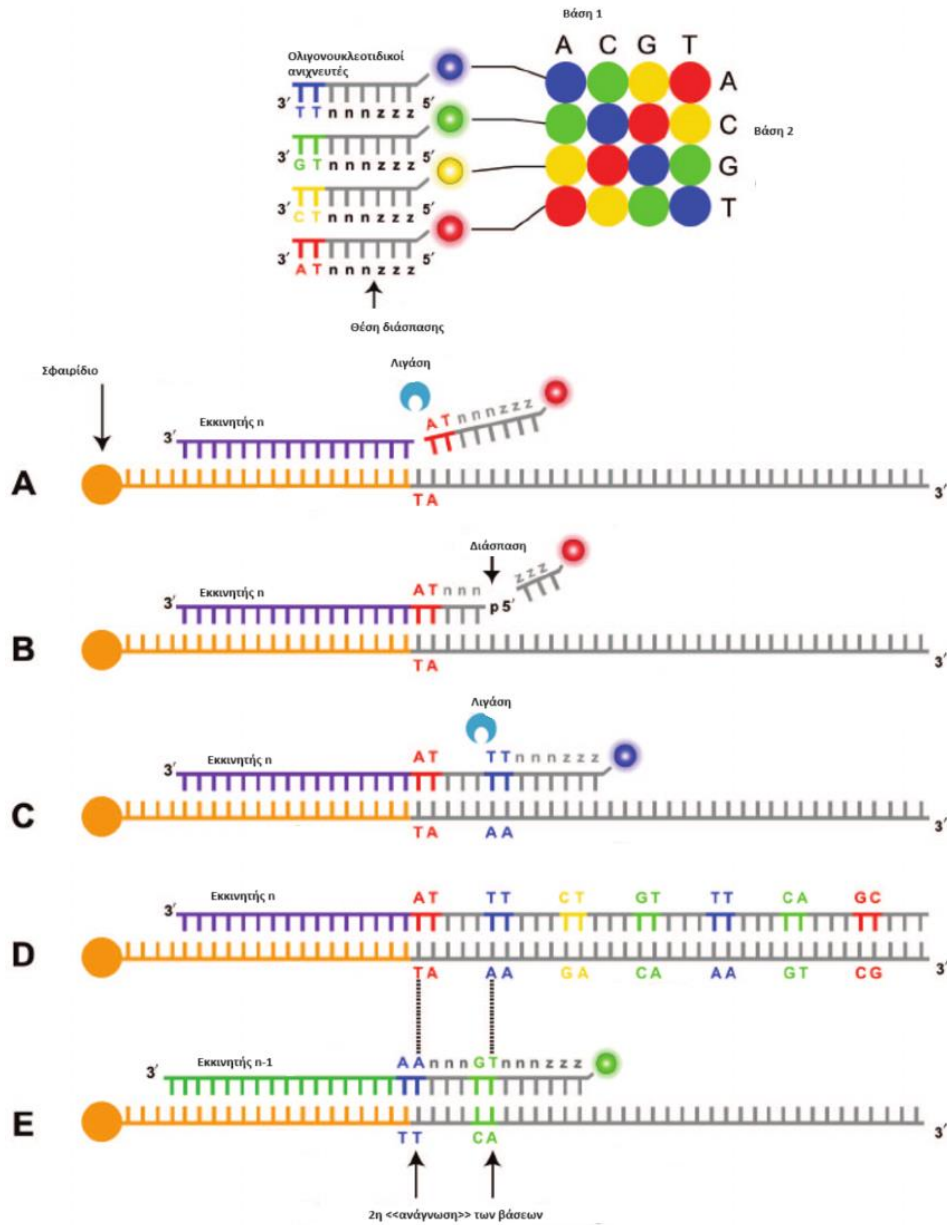 Βάση 1
A C G T
Ολιγονουκλεοτιδικοί
ανιχνευτές
3′ 5′
T T n n n z z z
A
3′ 5′
G T n n n z z z
C
Βάση 2
3′ 5′
C T n n n z z z
G
3′ 5′
A T n n n z z z
T
Θέση διάσπασης
Λιγάση
Σφαιρίδιο
Εκκινητής n
3′
A T n n n z z z
A
3′
T A
Διάσπαση
z z z
Εκκινητής n
A T n n n
3′
p 5′
B
3′
T A
Λιγάση
Εκκινητής n
A T
T T n n n z z z
3′
C
3′
T A
A A
Εκκινητής n
A T T T C T G T T T C A G C
3′
D
3′
T A A A G A C A A A G T C G
Εκκινητής n-1
A A n n n G T n n n z z z
3′
E
3′
T T C A
2η <<ανάγνωση>> των βάσεων